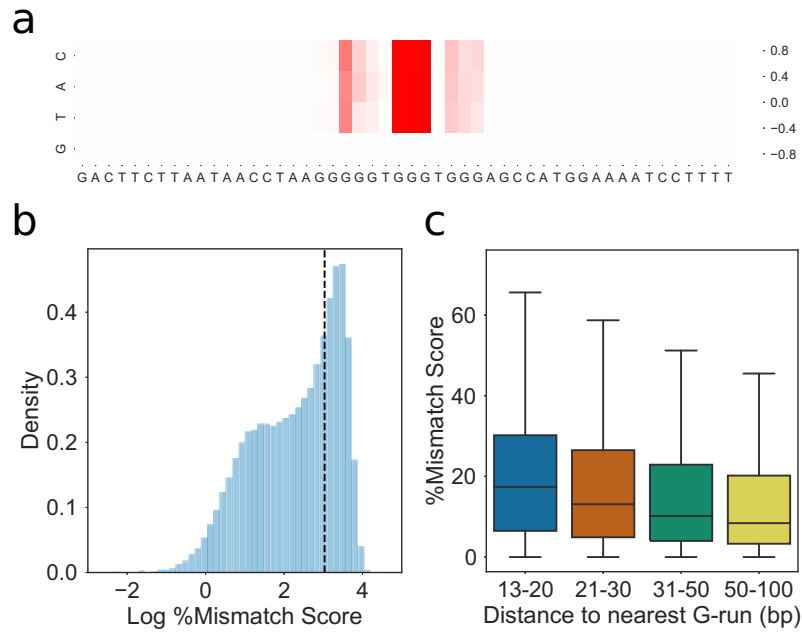 a
C
A
T
G
0.8
0.4
0.0
−0.4
−0.8
G A C T T C T T A A T A A C C T A A G G G G G T G G G T G G G A G C C A T G G A A A A T C C T T T T
b
Density
0.4
0.3
0.2
0.1
0.0
−2 0 2 4
Log %Mismatch Score
c
%Mismatch Score
60
40
20
0
13-20 21-30 31-50 50-100
Distance to nearest G-run (bp)